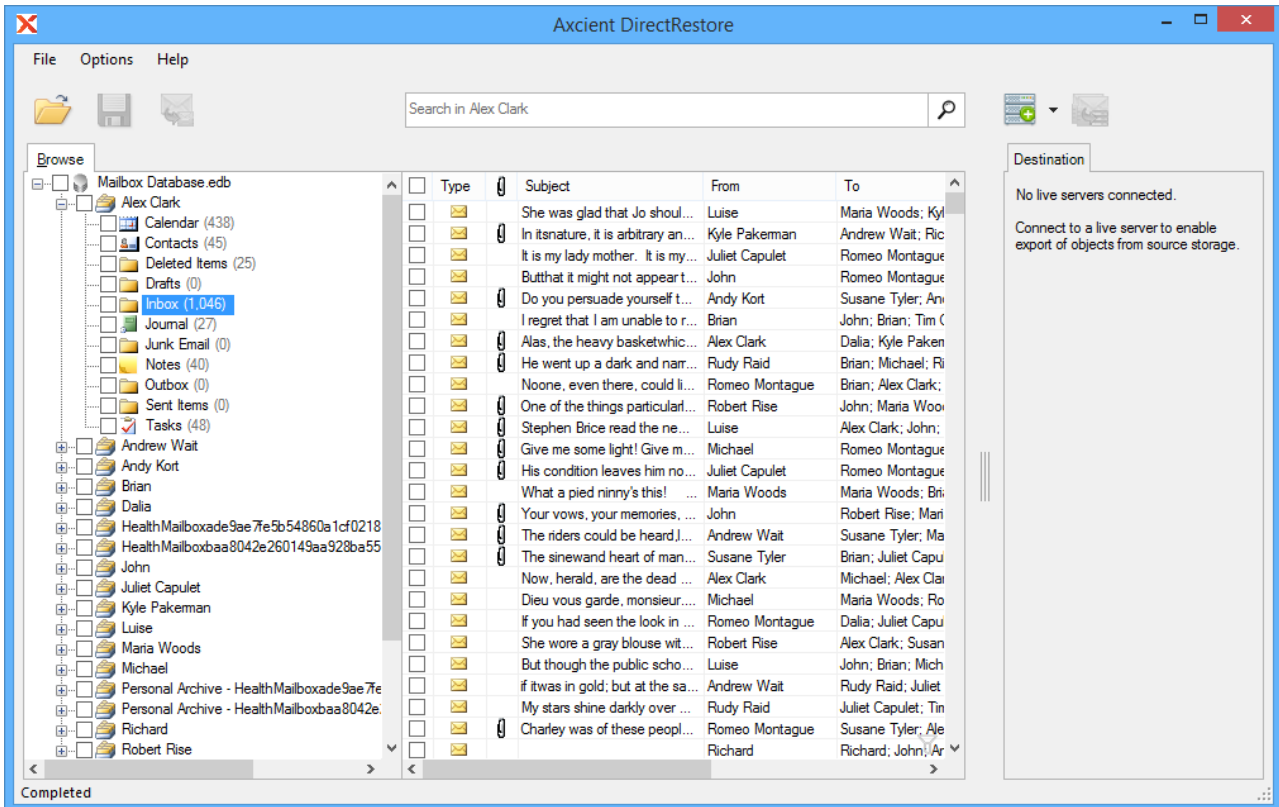 Axcient DirectRestore
File Options Help
Search in Alex Clark
Browse
Mailbox Database.edb
Alex Clark
Calendar (438)
Contacts (45)
Deleted Items (25)
Drafts (0)
Inbox (1,046)
Journal (27)
Junk Email (0)
Notes (40)
Outbox (0)
Sent Items (0)
Tasks (48)
Andrew Wait
Andy Kort
Brian
Dalia
HealthMailboxade9ae7fe5b54860a1cf0218
HealthMailboxbaa8042e260149aa928ba55
John
Juliet Capulet
Kyle Pakerman
Luise
Maria Woods
Michael
Personal Archive - HealthMailboxade9ae7fe
Personal Archive - HealthMailboxbaa8042e
Richard
Robert Rise
Type Subject From To
She was glad that Jo shoul... Luise Maria Woods; Kyl
In itsnature, it is arbitrary an... Kyle Pakerman Andrew Wait; Ric
It is my lady mother. It is my... Juliet Capulet Romeo Montague
Butthat it might not appear t... John Romeo Montague
Do you persuade yourself t... Andy Kort Susane Tyler; An
I regret that I am unable to r... Brian John; Brian; Tim C
Alas, the heavy basketwhic... Alex Clark Dalia; Kyle Paken
He went up a dark and narr... Rudy Raid Brian; Michael; Ri
Noone, even there, could li... Romeo Montague Brian; Alex Clark;
One of the things particularl... Robert Rise John; Maria Woo
Stephen Brice read the ne... Luise Alex Clark; John;
Give me some light! Give m... Michael Romeo Montague
His condition leaves him no... Juliet Capulet Romeo Montague
What a pied ninny's this! ... Maria Woods Maria Woods; Bri
Your vows, your memories, ... John Robert Rise; Mari
The riders could be heard,l... Andrew Wait Susane Tyler; Ma
The sinewand heart of man... Susane Tyler Brian; Juliet Capu
Now, herald, are the dead ... Alex Clark Michael; Alex Clar
Dieu vous garde, monsieur.... Michael Maria Woods; Ro
If you had seen the look in ... Romeo Montague Dalia; Juliet Capu
She wore a gray blouse wit... Robert Rise Alex Clark; Susan
But though the public scho... Luise John; Brian; Mich
if itwas in gold; but at the sa... Andrew Wait Rudy Raid; Juliet
My stars shine darkly over ... Rudy Raid Juliet Capulet; Tim
Charley was of these peopl... Romeo Montague Susane Tyler; Ale
Richard Richard; John; Ar
Destination
No live servers connected.
Connect to a live server to enable
export of objects from source storage.
Completed